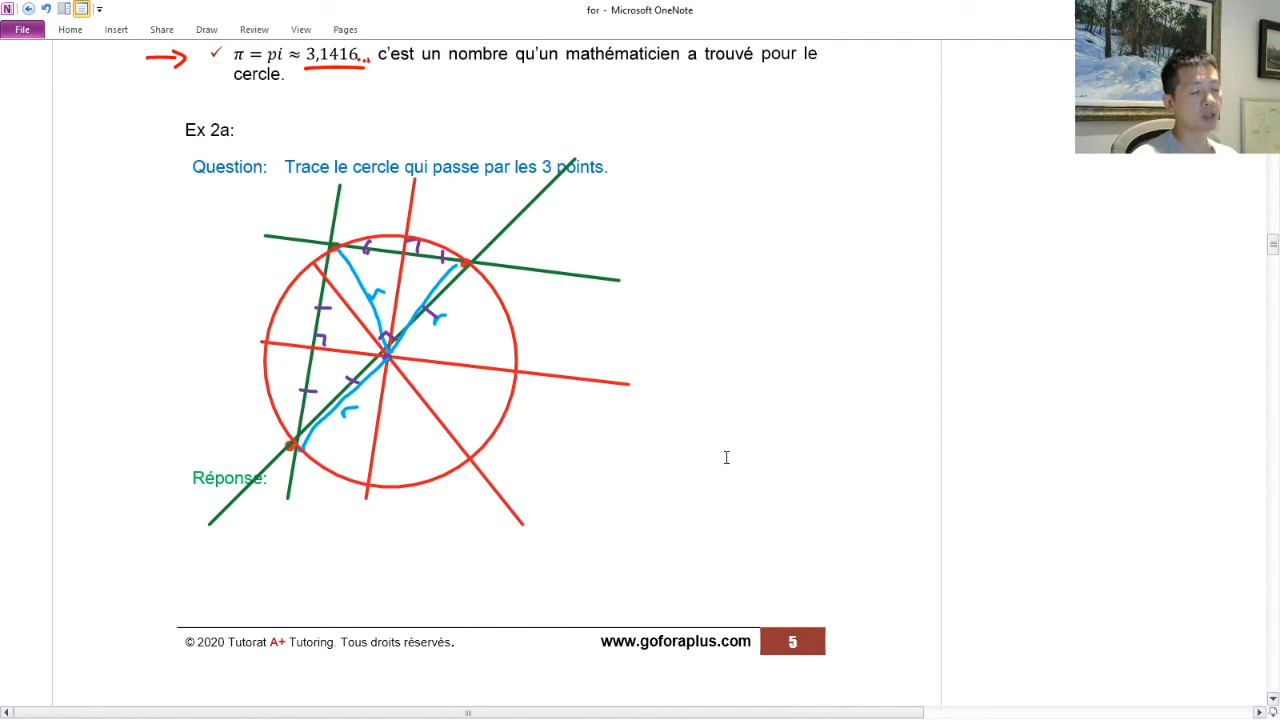 for - Microsoft OneNote
File Home Insert Share Draw Review View Pages
✓ π = pi ≈ 3,1416... c'est un nombre qu'un mathématicien a trouvé pour le
cercle.
Ex 2a:
Question: Trace le cercle qui passe par les 3 points.
r
r
r
Réponse:
© 2020 Tutorat A+ Tutoring. Tous droits réservés. www.goforaplus.com 5